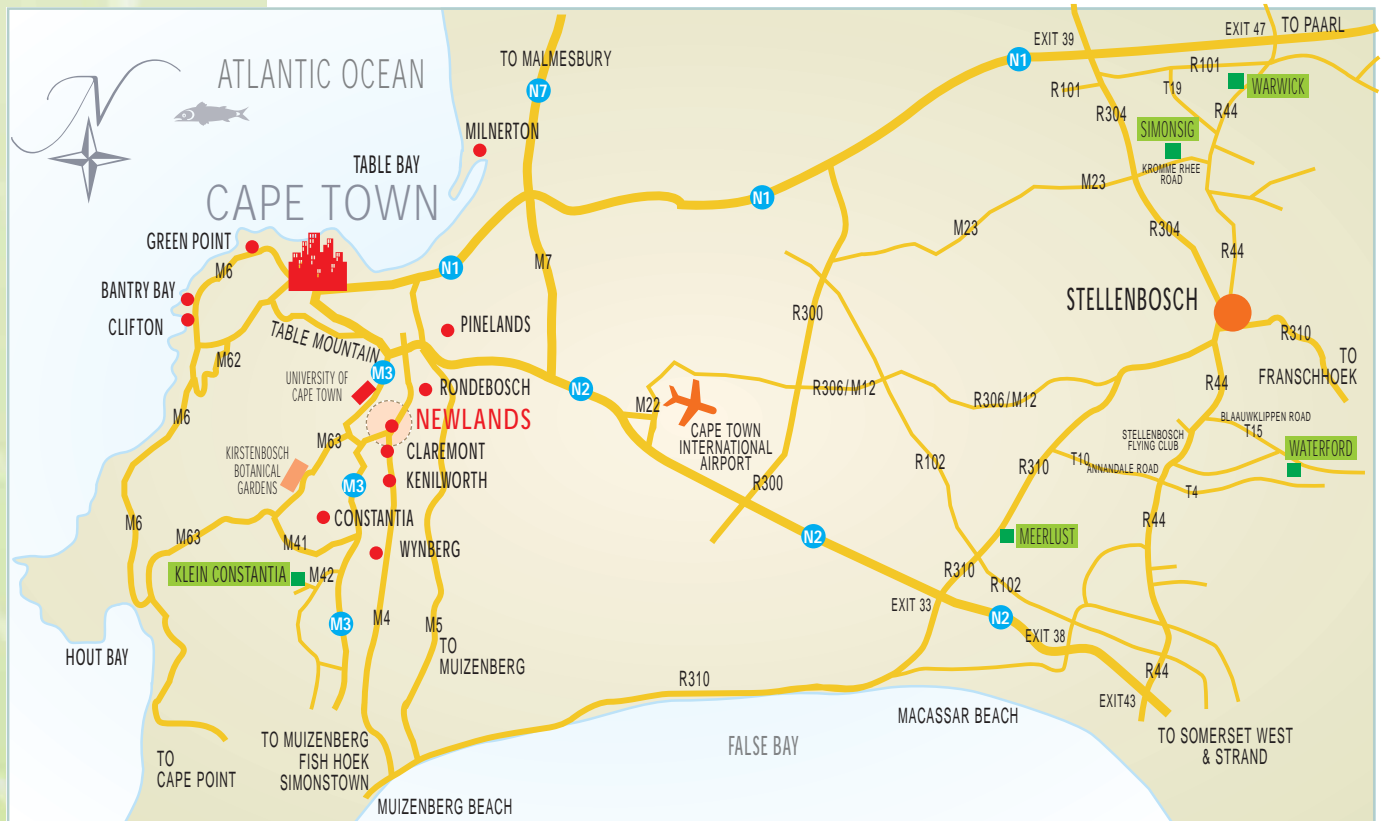 ATLANTIC OCEAN
N
TO MALMESBURY
N7
MILNERTON
TABLE BAY
CAPE TOWN
GREEN POINT
M6
BANTRY BAY
CLIFTON
M62
TABLE MOUNTAIN
M3
UNIVERSITY OF
CAPE TOWN
N1
M7
PINELANDS
RONDEBOSCH
NEWLANDS
CLAREMONT
KENILWORTH
M63
KIRSTENBOSCH
BOTANICAL
GARDENS
M3
CONSTANTIA
WYNBERG
M6
M6
M63
M41
KLEIN CONSTANTIA
M42
M3
M4
M5
TO
MUIZENBERG
HOUT BAY
TO
CAPE POINT
TO MUIZENBERG
FISH HOEK
SIMONSTOWN
MUIZENBERG BEACH
N1
N1
EXIT 39
EXIT 47
TO PAARL
R101
R101
T19
R304
R44
WARWICK
SIMONSIG
KROMME RHEE
ROAD
M23
M23
R304
R44
STELLENBOSCH
R310
TO
FRANSCHHOEK
R300
N2
M22
CAPE TOWN
INTERNATIONAL
AIRPORT
R306/M12
R306/M12
R44
BLAAUWKLIPPEN ROAD
T15
STELLENBOSCH
FLYING CLUB
WATERFORD
T10
ANNANDALE ROAD
T4
R102
R310
R300
N2
R44
MEERLUST
R310
R102
EXIT 33
N2
EXIT 38
R44
EXIT43
R310
MACASSAR BEACH
FALSE BAY
TO SOMERSET WEST
& STRAND